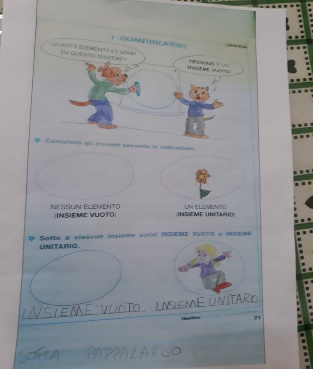 I QUANTIFICATORI
QUANTI ELEMENTI CI SONO
IN QUESTO INSIEME?
NESSUNO È UN
INSIEME VUOTO.
Completa gli insiemi secondo le indicazioni.
NESSUN ELEMENTO
(INSIEME VUOTO)
UN ELEMENTO
(INSIEME UNITARIO)
Sotto a ciascun insieme scrivi INSIEME VUOTO o INSIEME
UNITARIO.
INSIEME VUOTO. INSIEME UNITARIO
21
PAPPALARDO